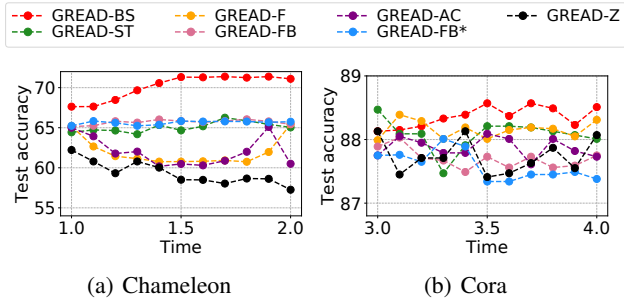 GREAD-BS GREAD-F GREAD-AC GREAD-Z
GREAD-ST GREAD-FB GREAD-FB*
Test accuracy
70
65
60
55
1.0 1.5 2.0
Time
(a) Chameleon
Test accuracy
89
88
87
3.0 3.5 4.0
Time
(b) Cora